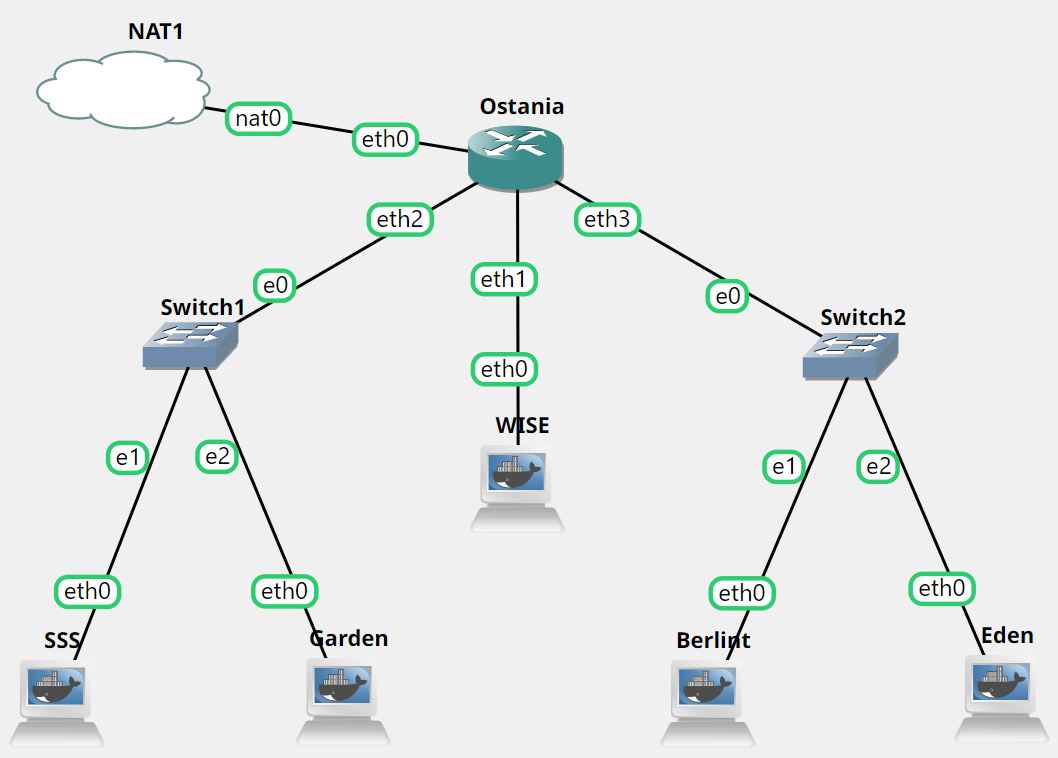 NAT1
Ostania
nat0
eth0
eth2
eth3
eth1
e0
e0
Switch1
Switch2
eth0
WISE
e1
e2
e1
e2
eth0
eth0
eth0
eth0
SSS
Garden
Berlint
Eden